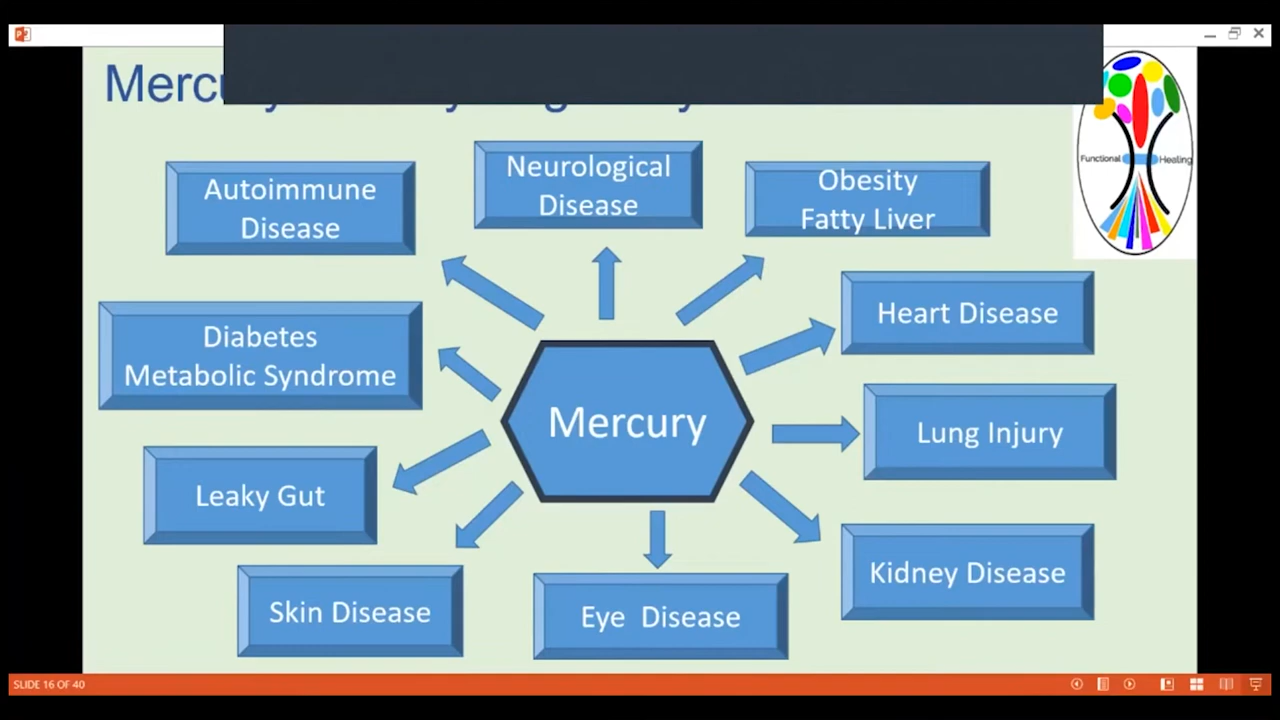 Autoimmune
Disease
Neurological
Disease
Obesity
Fatty Liver
Functional Healing
Diabetes
Metabolic Syndrome
Heart Disease
Mercury
Lung Injury
Leaky Gut
Kidney Disease
Skin Disease
Eye Disease
SLIDE 16 OF 40